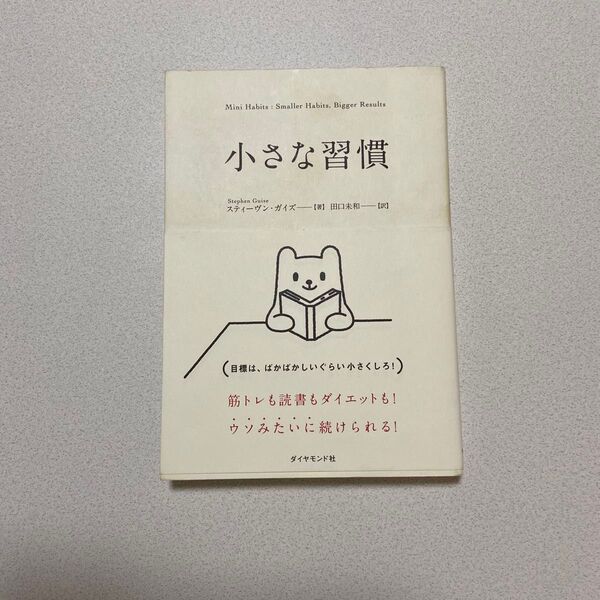 Mini Habits : Smaller Habits, Bigger Results
小さな習慣
Stephen Guise
スティーヴン・ガイズ──【著】 田口未和──【訳】
(目標は、ばかばかしいぐらい小さくしろ!)
筋トレも読書もダイエットも!
ウソみたいに続けられる!
ダイヤモンド社